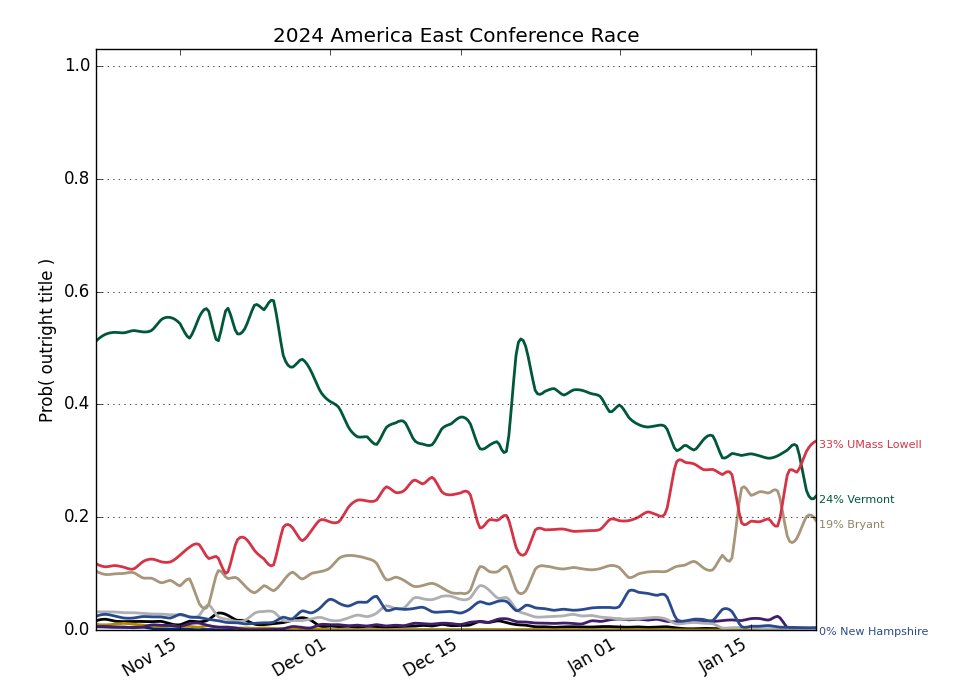 2024 America East Conference Race
1.0
0.8
0.6
0.4
0.2
0.0
Prob( outright title )
33% UMass Lowell
24% Vermont
19% Bryant
0% New Hampshire
Nov 15
Dec 01
Dec 15
Jan 01
Jan 15